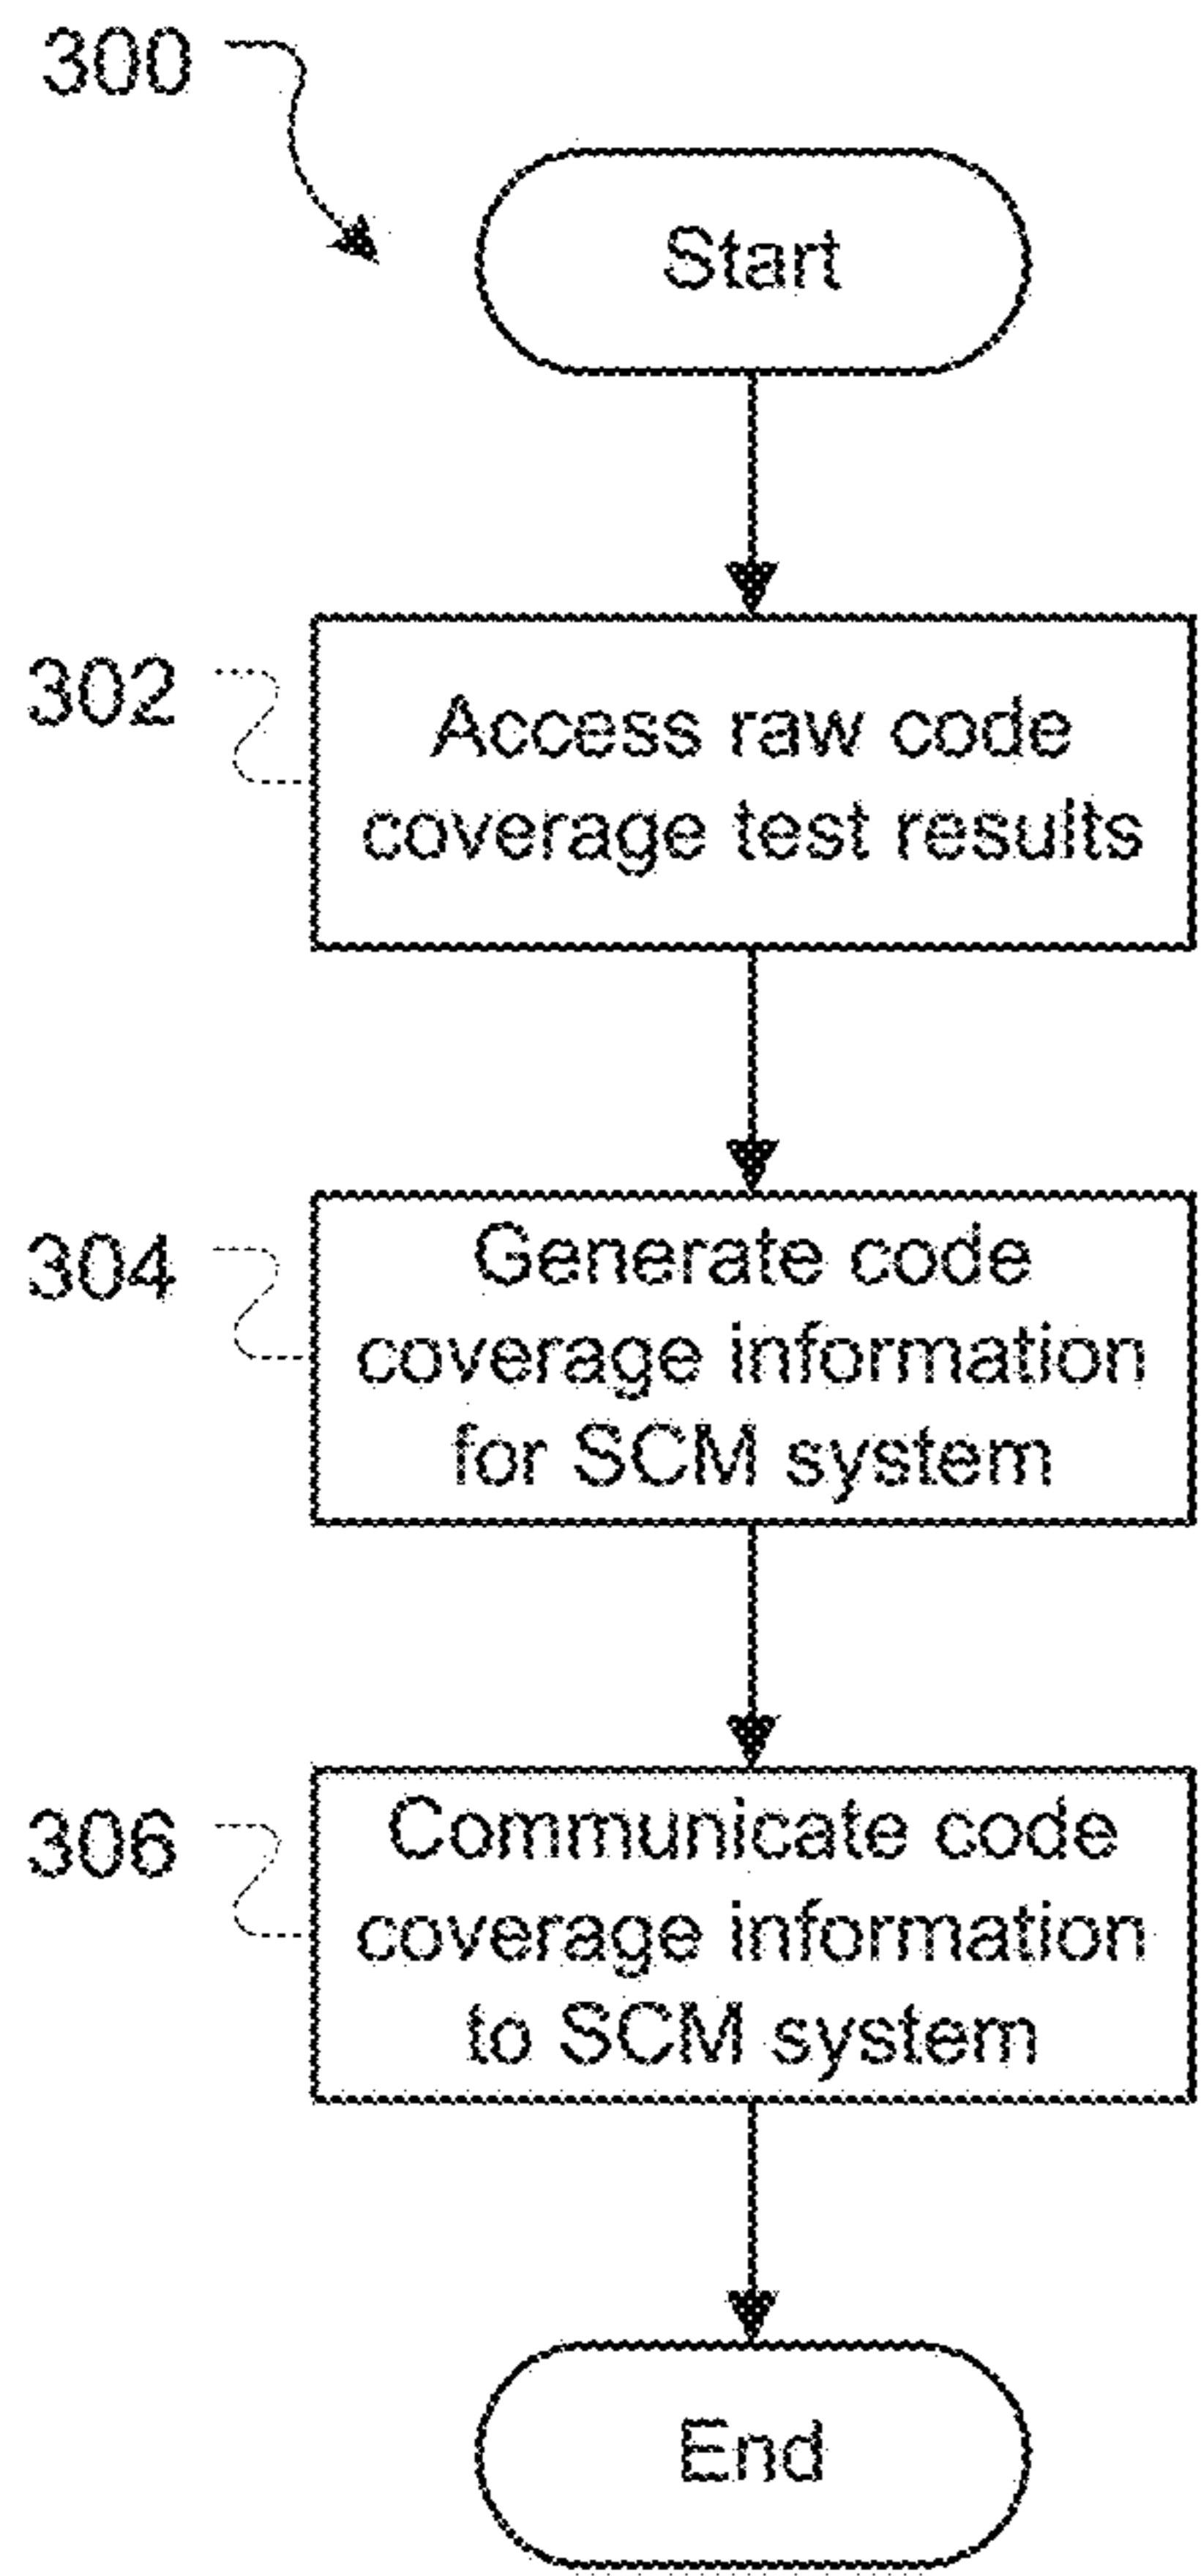 300
Start
302
Access raw code
coverage test results
304
Generate code
coverage information
for SCM system
306
Communicate code
coverage information
to SCM system
End